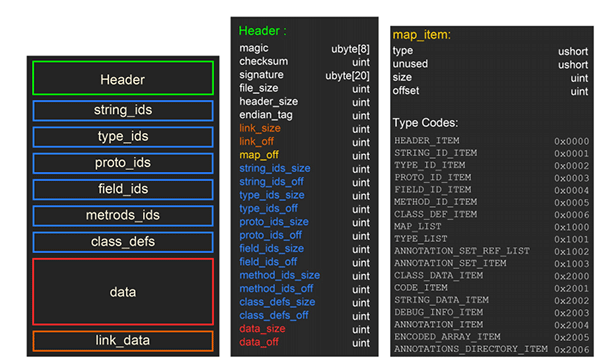 Header
string_ids
type_ids
proto_ids
field_ids
metrods_ids
class_defs
data
link_data
Header :
magic ubyte[8]
checksum uint
signature ubyte[20]
file_size uint
header_size uint
endian_tag uint
link_size uint
link_off uint
map_off uint
string_ids_size uint
string_ids_off uint
type_ids_size uint
type_ids_off uint
proto_ids_size uint
proto_ids_off uint
field_ids_size uint
field_ids_off uint
method_ids_size uint
method_ids_off uint
class_defs_size uint
class_defs_off uint
data_size uint
data_off uint
map_item:
type ushort
unused ushort
size uint
offset uint
Type Codes:
HEADER_ITEM 0x0000
STRING_ID_ITEM 0x0001
TYPE_ID_ITEM 0x0002
PROTO_ID_ITEM 0x0003
FIELD_ID_ITEM 0x0004
METHOD_ID_ITEM 0x0005
CLASS_DEF_ITEM 0x0006
MAP_LIST 0x1000
TYPE_LIST 0x1001
ANNOTATION_SET_REF_LIST 0x1002
ANNOTATION_SET_ITEM 0x1003
CLASS_DATA_ITEM 0x2000
CODE_ITEM 0x2001
STRING_DATA_ITEM 0x2002
DEBUG_INFO_ITEM 0x2003
ANNOTATION_ITEM 0x2004
ENCODED_ARRAY_ITEM 0x2005
ANNOTATIONS_DIRECTORY_ITEM 0x2006